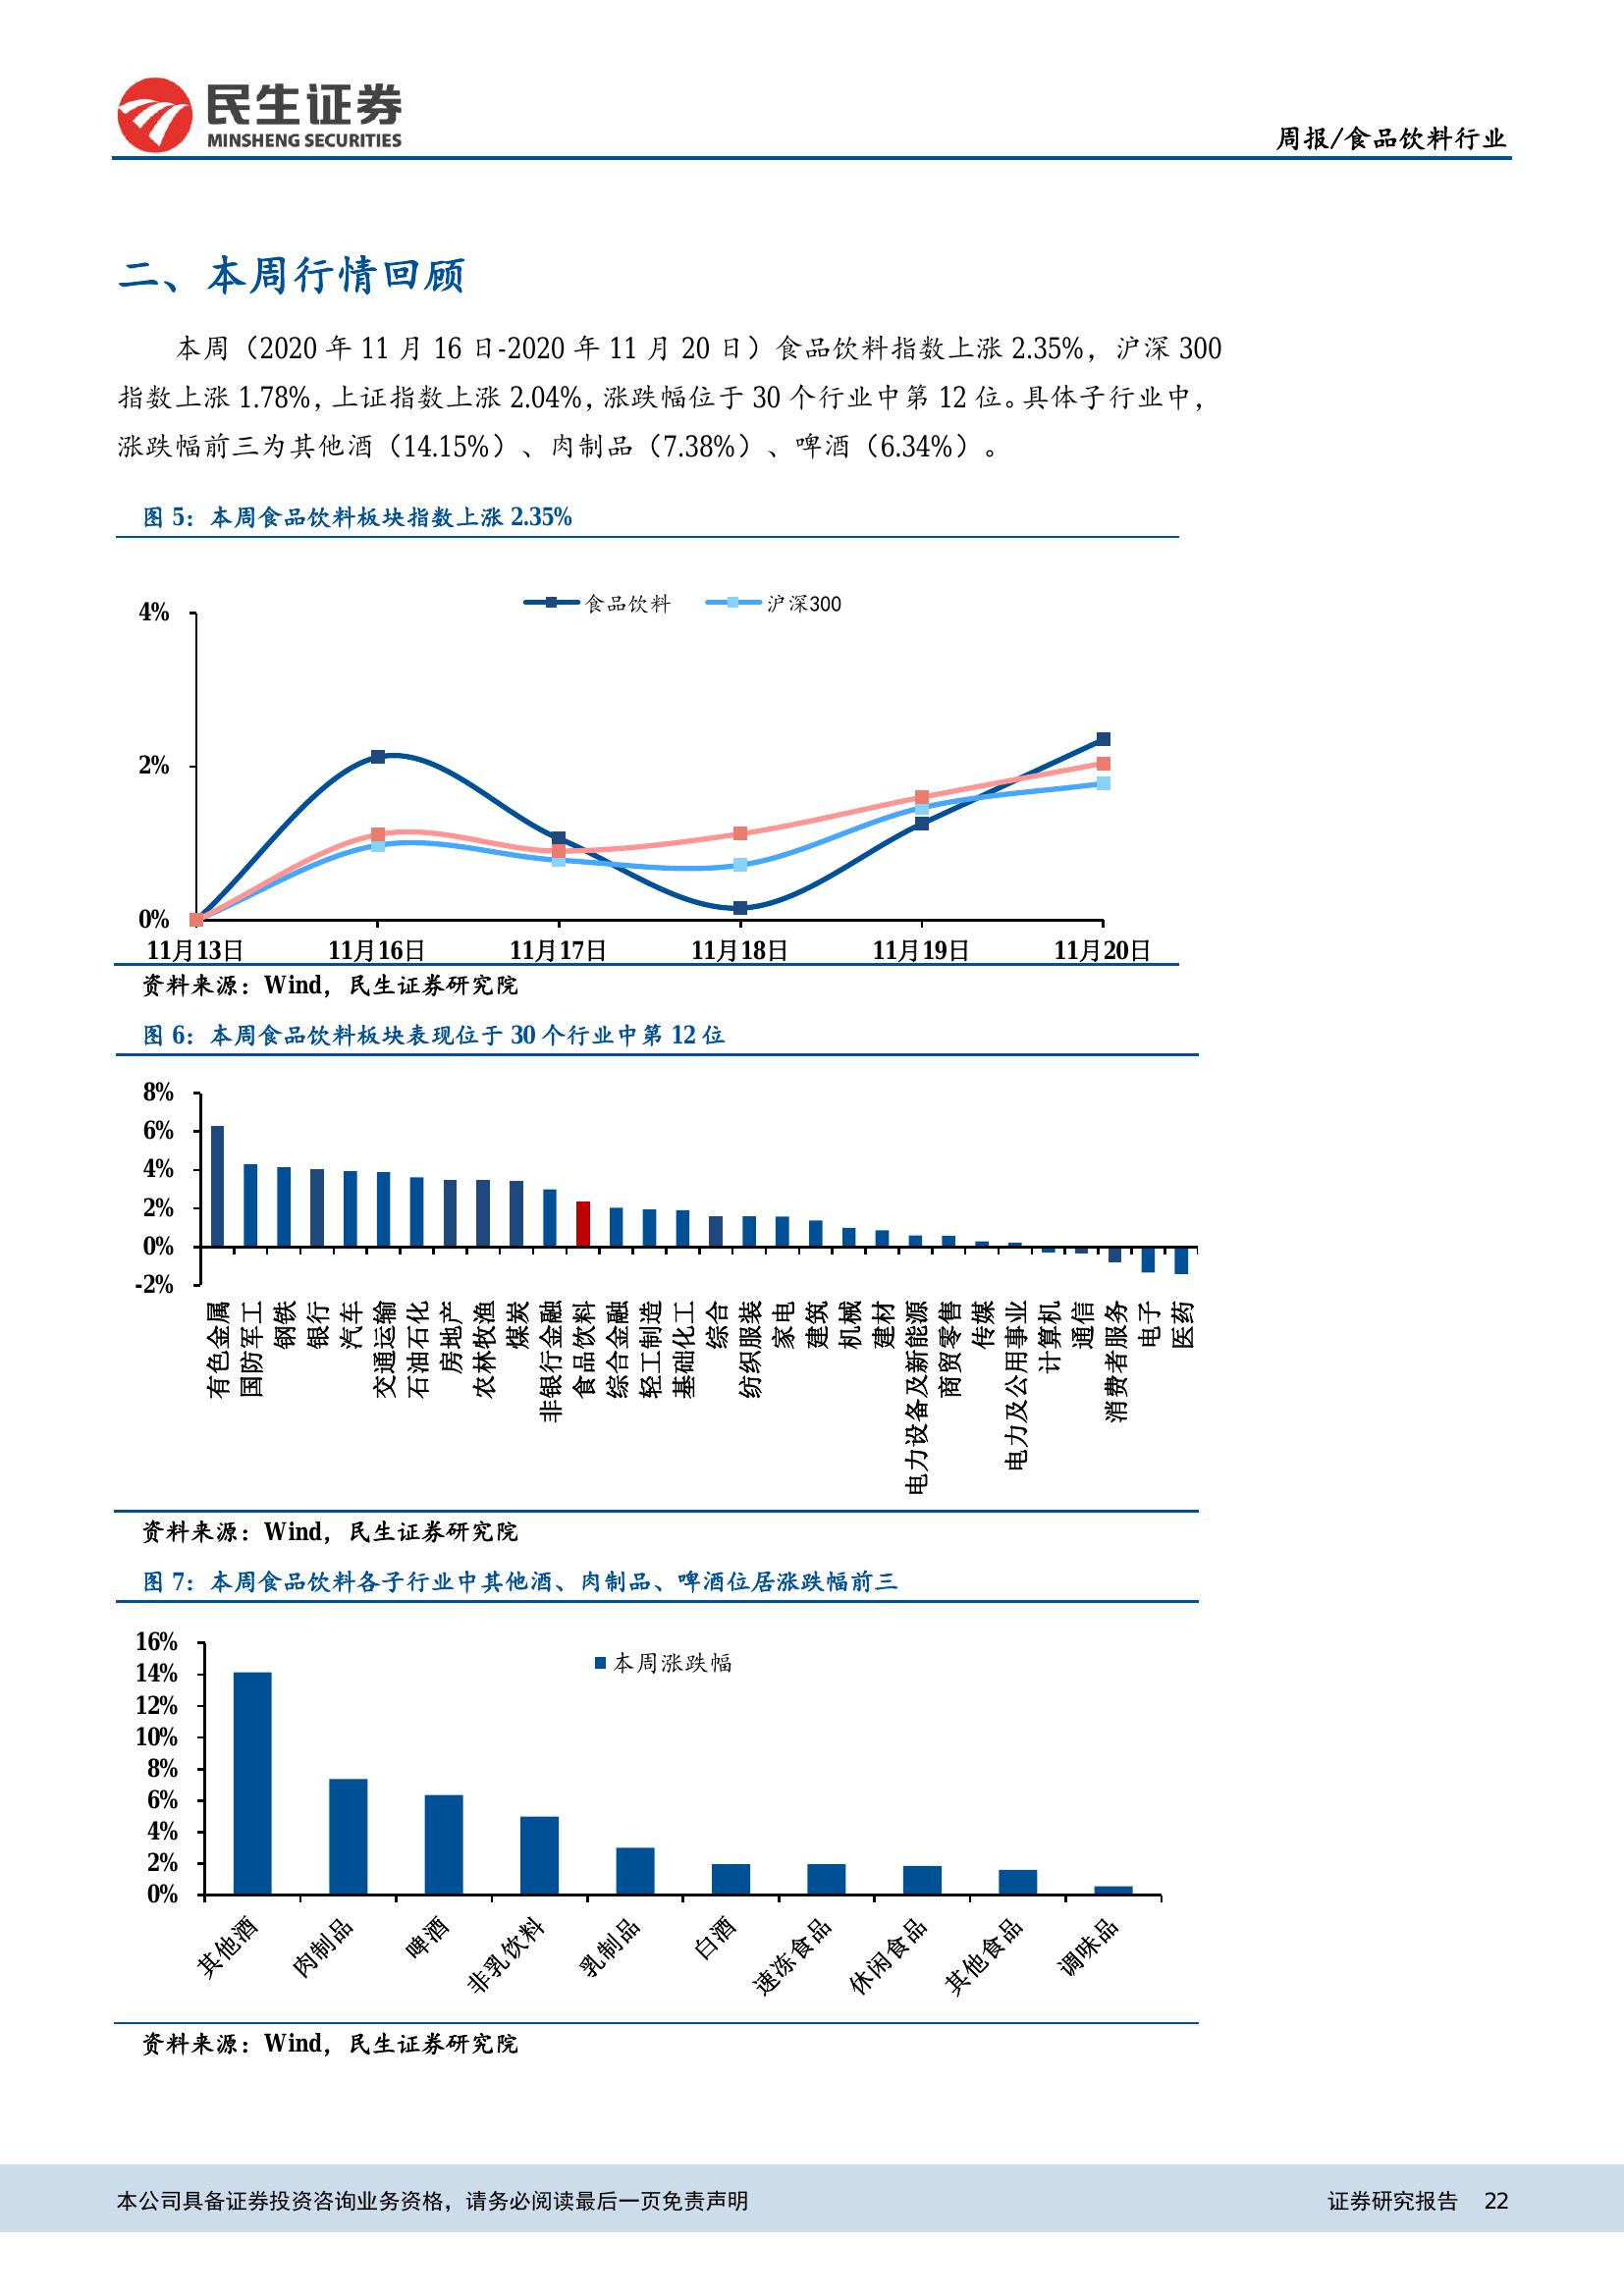 民生证券
MINSHENG SECURITIES
周报/食品饮料行业
二、本周行情回顾
本周（2020 年 11 月 16 日-2020 年 11 月 20 日）食品饮料指数上涨 2.35%，沪深 300
指数上涨 1.78%，上证指数上涨 2.04%，涨跌幅位于 30 个行业中第 12 位。具体子行业中，
涨跌幅前三为其他酒（14.15%）、肉制品（7.38%）、啤酒（6.34%）。
图 5：本周食品饮料板块指数上涨 2.35%
食品饮料 沪深300
4%
2%
0%
11月13日 11月16日 11月17日 11月18日 11月19日 11月20日
资料来源：Wind，民生证券研究院
图 6：本周食品饮料板块表现位于 30 个行业中第 12 位
8%
6%
4%
2%
0%
-2%
有色金属
国防军工
钢铁
银行
汽车
交通运输
石油石化
房地产
农林牧渔
煤炭
非银行金融
食品饮料
综合金融
轻工制造
基础化工
综合
纺织服装
家电
建筑
机械
建材
电力设备及新能源
商贸零售
传媒
电力及公用事业
计算机
通信
消费者服务
电子
医药
资料来源：Wind，民生证券研究院
图 7：本周食品饮料各子行业中其他酒、肉制品、啤酒位居涨跌幅前三
本周涨跌幅
16%
14%
12%
10%
8%
6%
4%
2%
0%
其他酒
肉制品
啤酒
非乳饮料
乳制品
白酒
速冻食品
休闲食品
其他食品
调味品
资料来源：Wind，民生证券研究院
本公司具备证券投资咨询业务资格，请务必阅读最后一页免责声明
证券研究报告 22